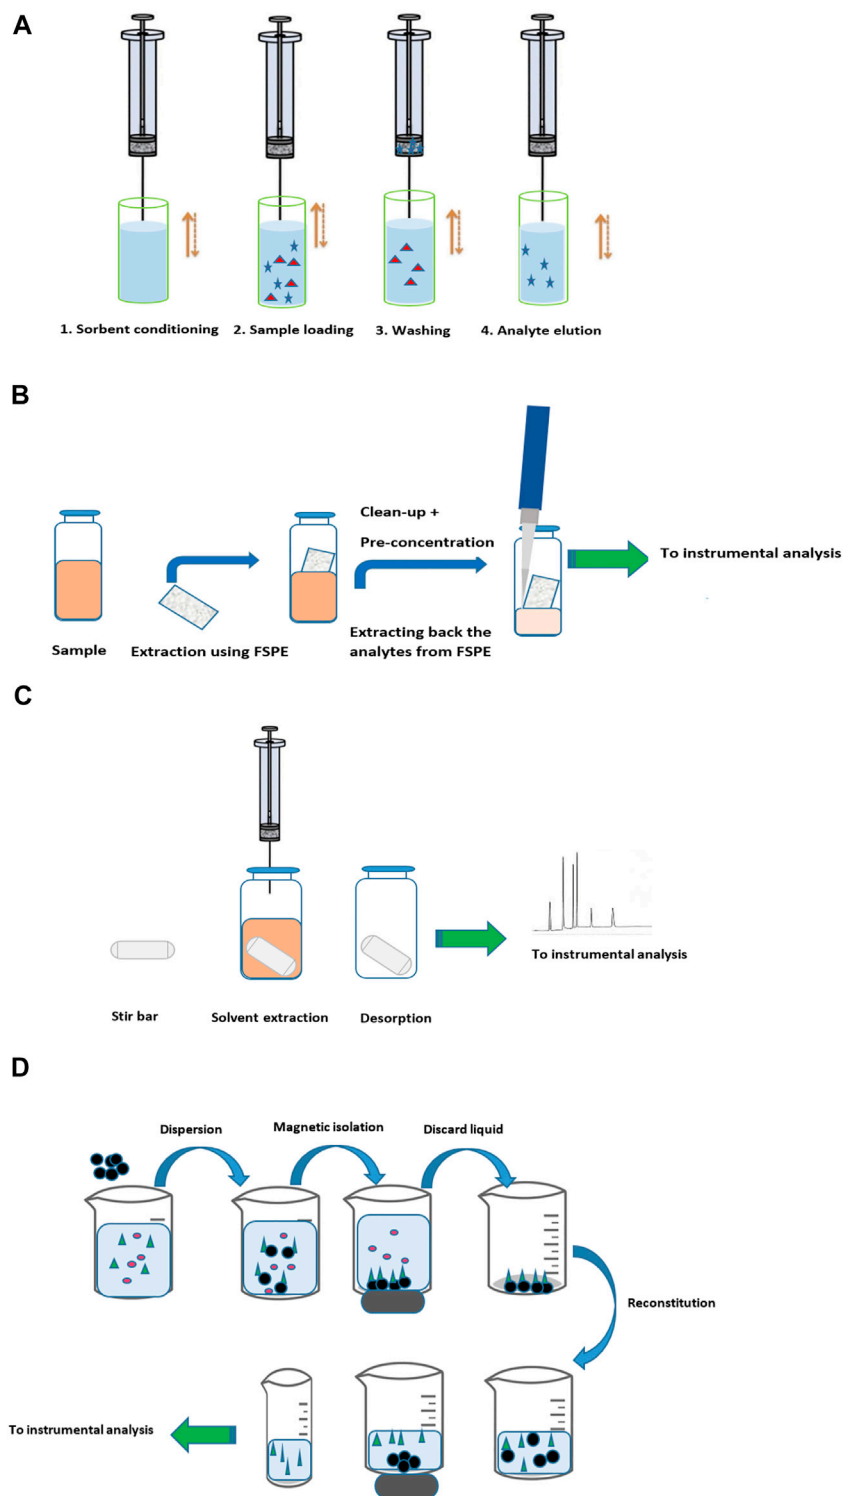 A
1. Sorbent conditioning
2. Sample loading
3. Washing
4. Analyte elution
B
Clean-up +
Pre-concentration
To instrumental analysis
Sample
Extraction using FSPE
Extracting back the
analytes from FSPE
C
To instrumental analysis
Stir bar
Solvent extraction
Desorption
D
Dispersion
Magnetic isolation
Discard liquid
Reconstitution
To instrumental analysis